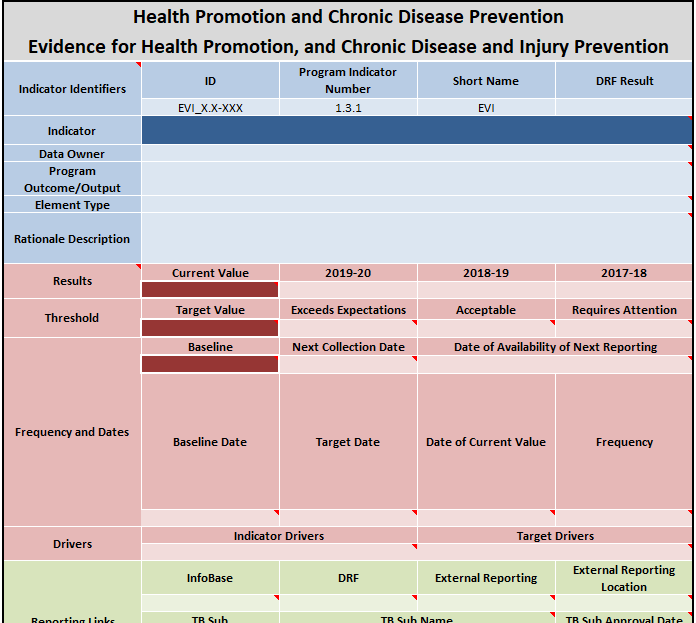 Health Promotion and Chronic Disease Prevention
Evidence for Health Promotion, and Chronic Disease and Injury Prevention
Indicator Identifiers
ID
Program Indicator
Number
Short Name
DRF Result
EVI_X.X-XXX
1.3.1
EVI
Indicator
Data Owner
Program
Outcome/Output
Element Type
Rationale Description
Results
Current Value
2019-20
2018-19
2017-18
Threshold
Target Value
Exceeds Expectations
Acceptable
Requires Attention
Frequency and Dates
Baseline
Next Collection Date
Date of Availability of Next Reporting
Baseline Date
Target Date
Date of Current Value
Frequency
Drivers
Indicator Drivers
Target Drivers
Reporting Links
InfoBase
DRF
External Reporting
External Reporting
Location
TB Sub
TB Sub Name
TB Sub Approval Date